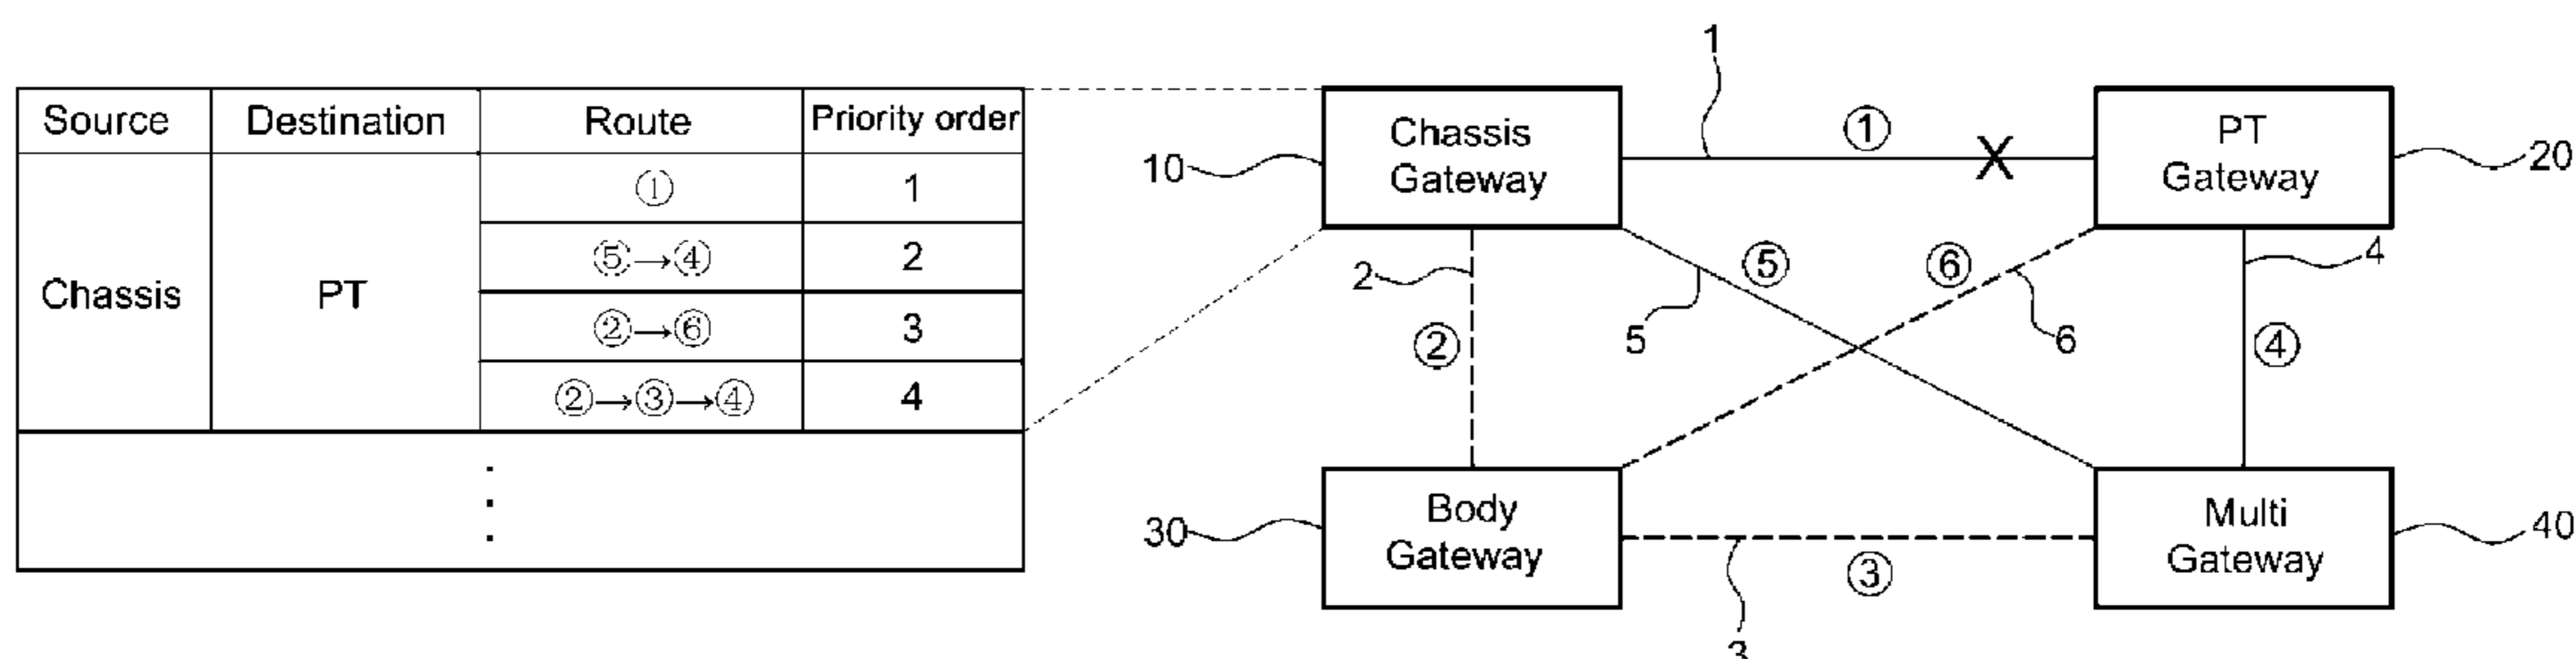 Source Destination Route Priority order
Chassis PT ① 1
⑤→④ 2
②→⑥ 3
②→③→④ 4
1
Chassis
Gateway
10
①
X
PT
Gateway
20
2
②
5
⑤
⑥
6
4
④
Body
Gateway
30
3
③
Multi
Gateway
40